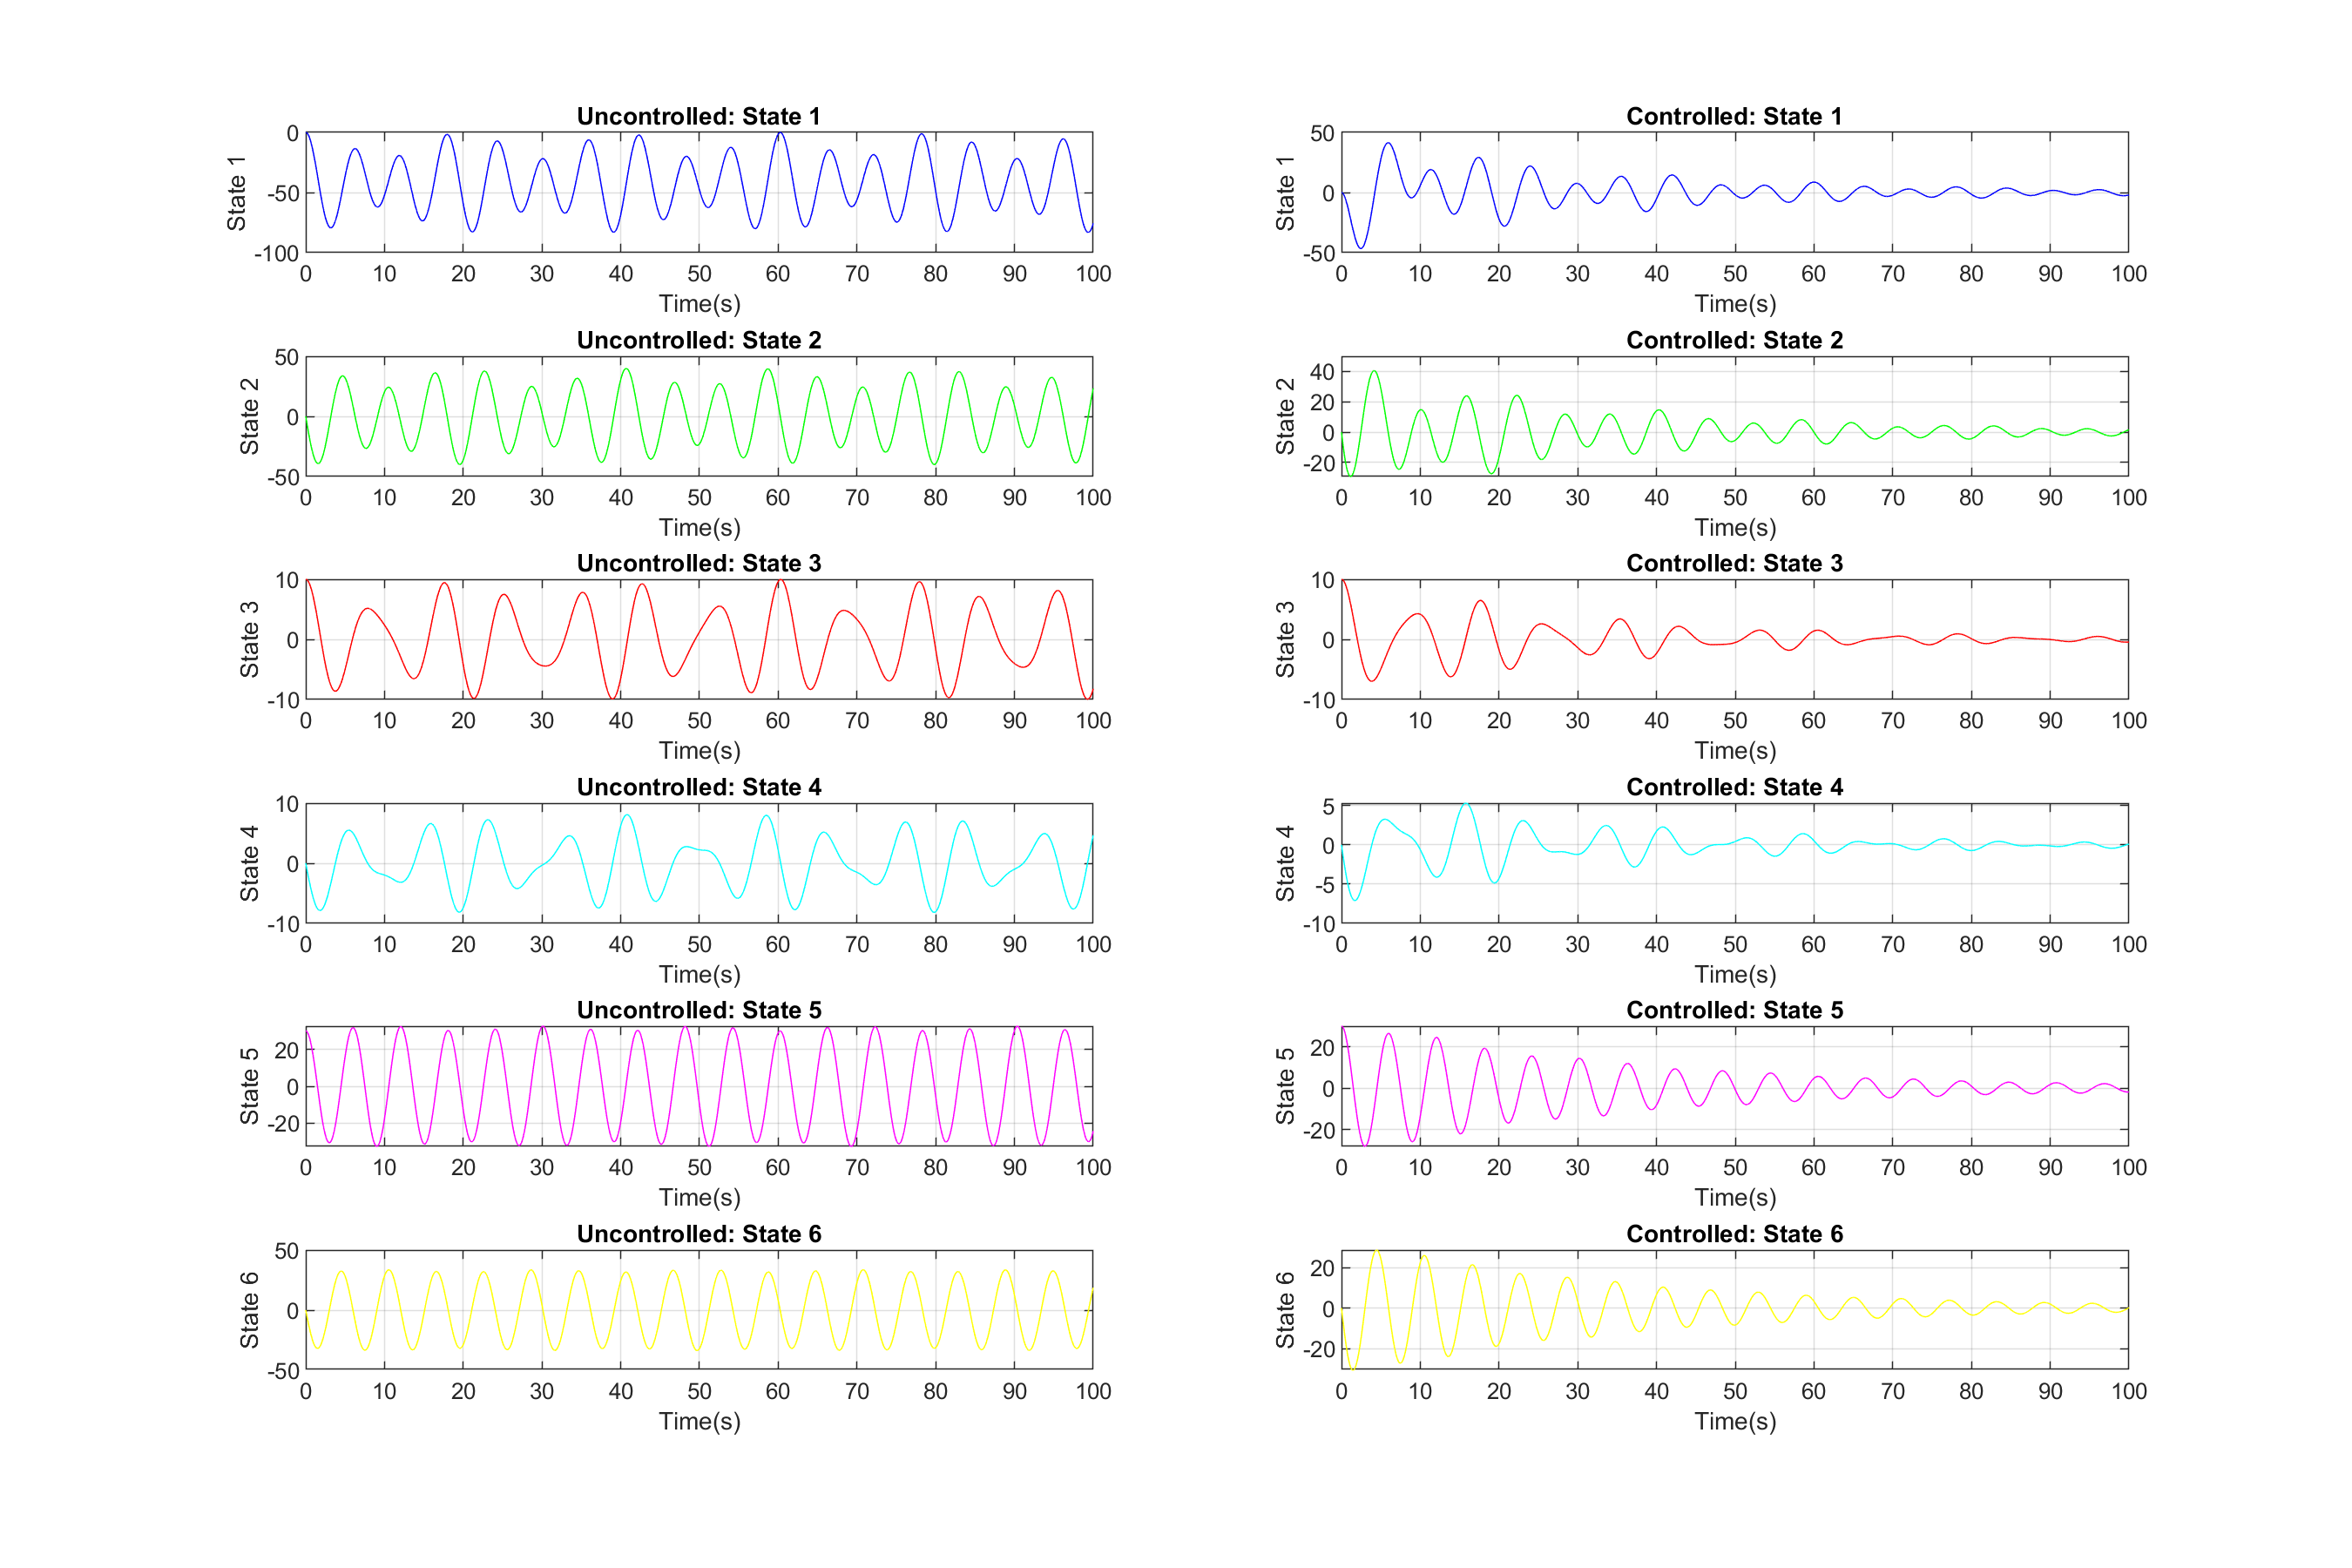 Uncontrolled: State 1
State 1
0
-50
-100
0 10 20 30 40 50 60 70 80 90 100
Time(s)
Controlled: State 1
State 1
50
0
-50
0 10 20 30 40 50 60 70 80 90 100
Time(s)
Uncontrolled: State 2
State 2
50
0
-50
0 10 20 30 40 50 60 70 80 90 100
Time(s)
Controlled: State 2
State 2
40
20
0
-20
0 10 20 30 40 50 60 70 80 90 100
Time(s)
Uncontrolled: State 3
State 3
10
0
-10
0 10 20 30 40 50 60 70 80 90 100
Time(s)
Controlled: State 3
State 3
10
0
-10
0 10 20 30 40 50 60 70 80 90 100
Time(s)
Uncontrolled: State 4
State 4
10
0
-10
0 10 20 30 40 50 60 70 80 90 100
Time(s)
Controlled: State 4
State 4
5
0
-5
-10
0 10 20 30 40 50 60 70 80 90 100
Time(s)
Uncontrolled: State 5
State 5
20
0
-20
0 10 20 30 40 50 60 70 80 90 100
Time(s)
Controlled: State 5
State 5
20
0
-20
0 10 20 30 40 50 60 70 80 90 100
Time(s)
Uncontrolled: State 6
State 6
50
0
-50
0 10 20 30 40 50 60 70 80 90 100
Time(s)
Controlled: State 6
State 6
20
0
-20
0 10 20 30 40 50 60 70 80 90 100
Time(s)